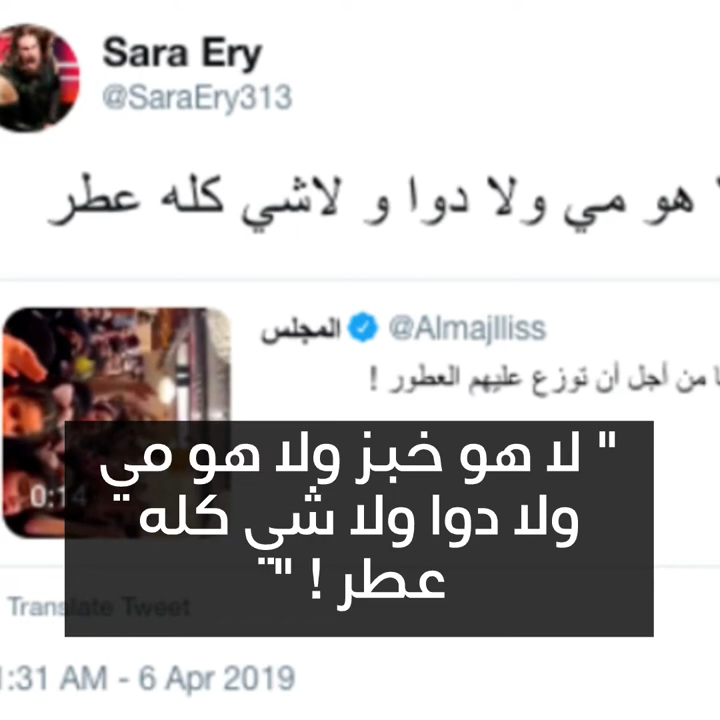 Sara Ery
@SaraEry313
هو مي ولا دوا و لاشي كله عطر
المجلس @Almajlliss
من أجل أن توزع عليهم العطور !
0:14
" لا هو خبز ولا هو مي
ولا دوا ولا شي كله
عطر ! "
Translate Tweet
:31 AM - 6 Apr 2019